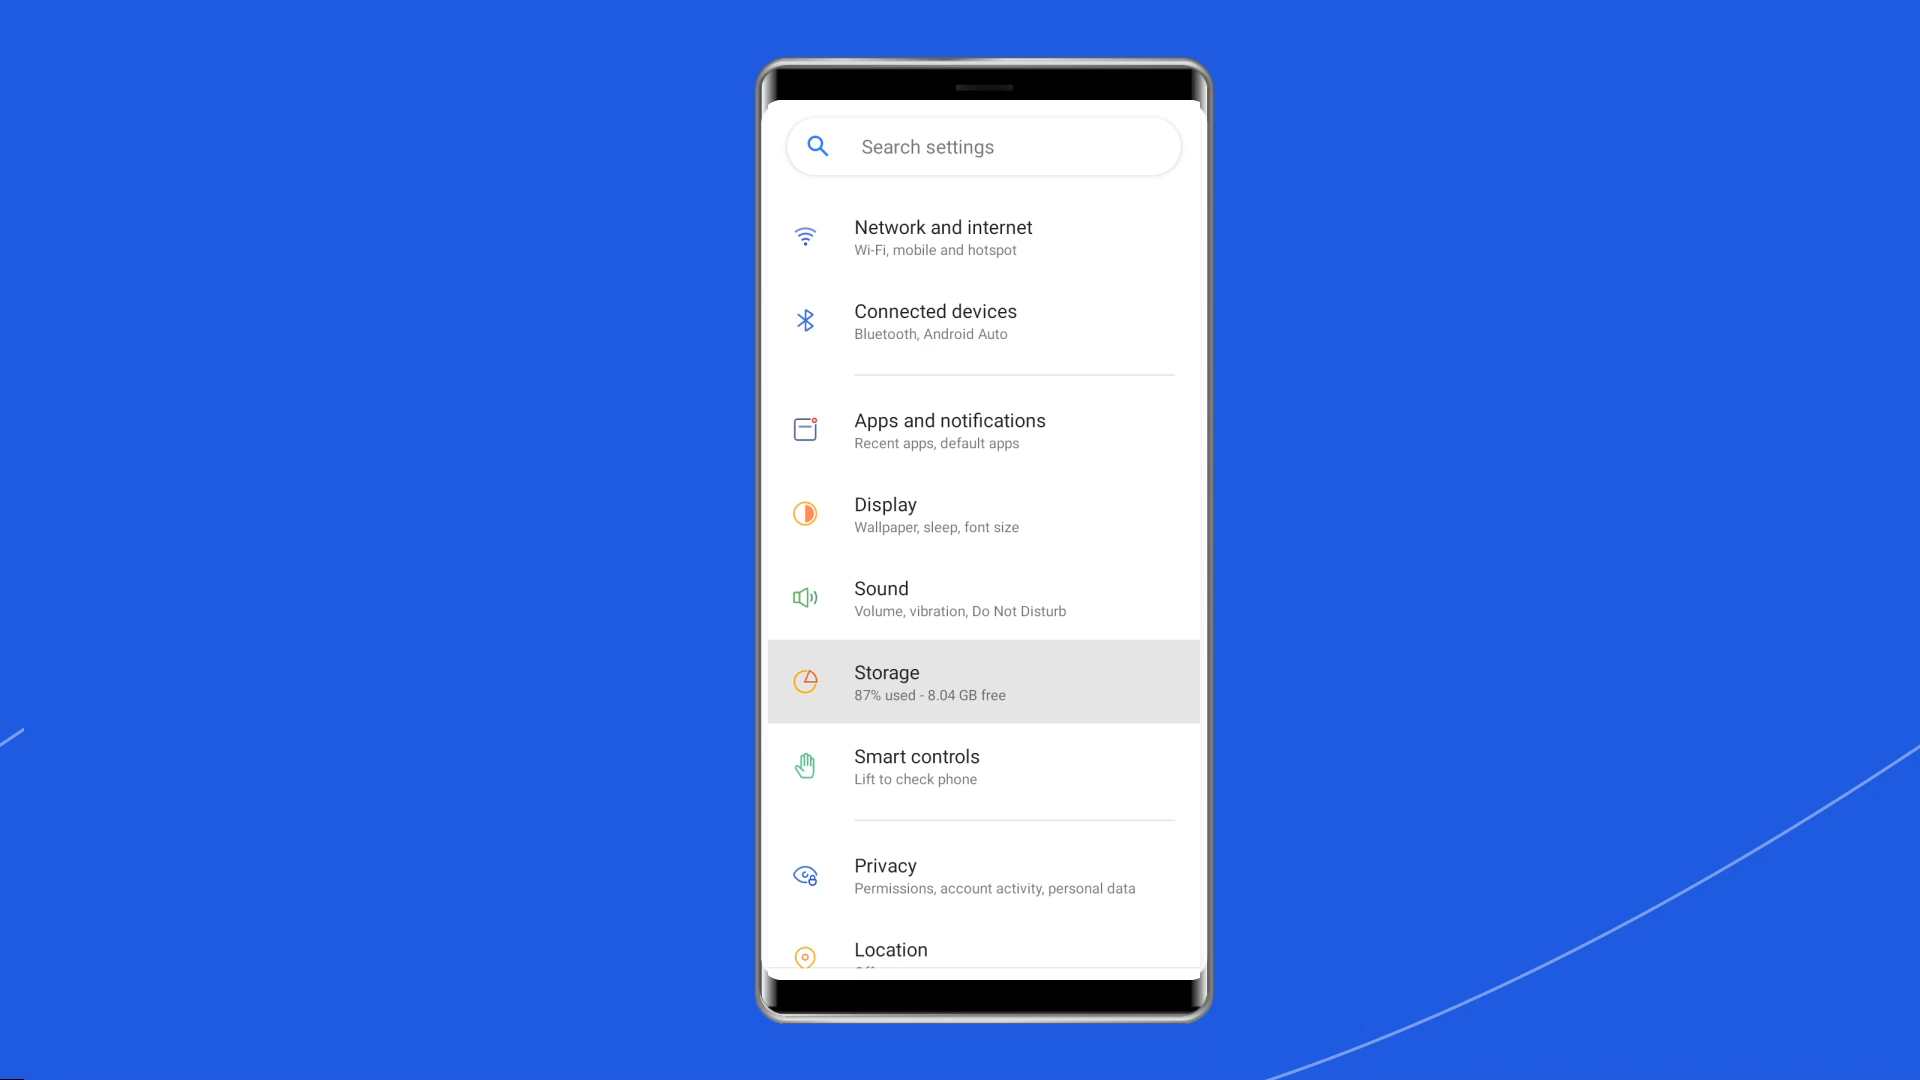 Search settings
Network and internet
Wi-Fi, mobile and hotspot
Connected devices
Bluetooth, Android Auto
Apps and notifications
Recent apps, default apps
Display
Wallpaper, sleep, font size
Sound
Volume, vibration, Do Not Disturb
Storage
87% used - 8.04 GB free
Smart controls
Lift to check phone
Privacy
Permissions, account activity, personal data
Location